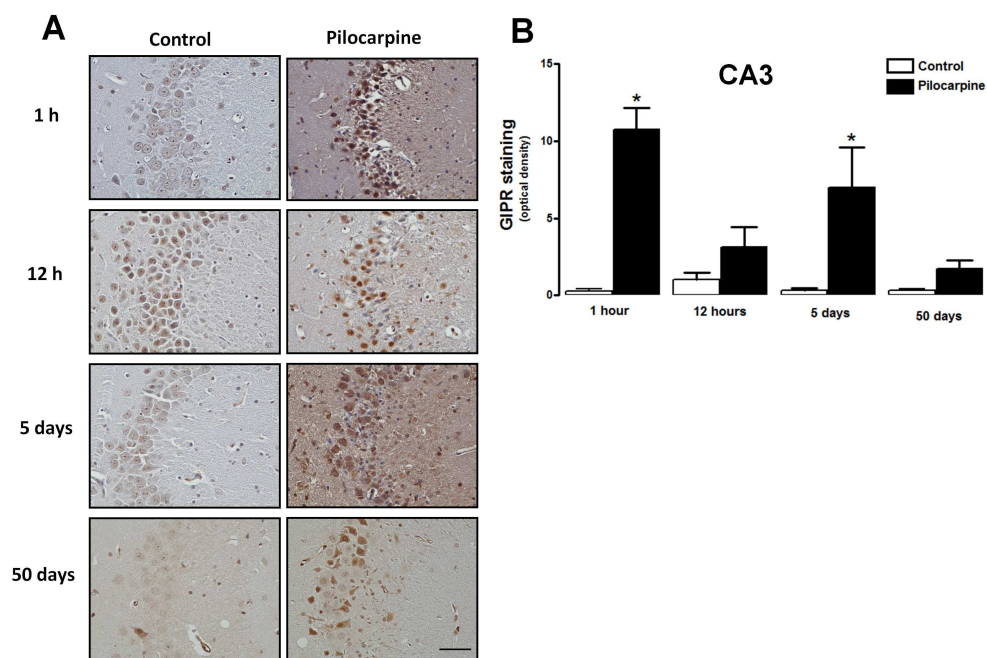 A
Control
Pilocarpine
1 h
12 h
5 days
50 days
B
CA3
Control
Pilocarpine
GIPR staining
(optical density)
15
10
5
0
*
*
1 hour
12 hours
5 days
50 days